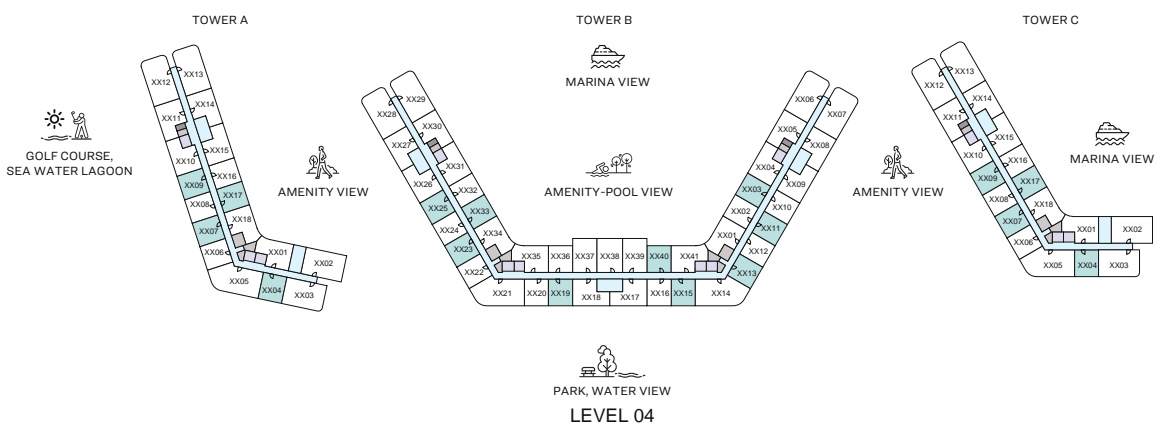 TOWER A
TOWER B
TOWER C
MARINA VIEW
GOLF COURSE,
SEA WATER LAGOON
AMENITY VIEW
AMENITY-POOL VIEW
AMENITY VIEW
MARINA VIEW
XX12
XX13
XX11
XX14
XX10
XX15
XX09
XX16
XX08
XX17
XX07
XX18
XX06
XX01
XX02
XX05
XX04
XX03
XX28
XX29
XX27
XX30
XX26
XX31
XX25
XX32
XX24
XX33
XX23
XX34
XX22
XX35
XX36
XX37
XX38
XX39
XX40
XX41
XX21
XX20
XX19
XX18
XX17
XX16
XX15
XX14
XX06
XX07
XX05
XX08
XX04
XX09
XX03
XX10
XX02
XX11
XX01
XX12
XX13
XX12
XX13
XX11
XX14
XX10
XX15
XX09
XX16
XX08
XX17
XX07
XX18
XX06
XX01
XX02
XX05
XX04
XX03
PARK, WATER VIEW
LEVEL 04